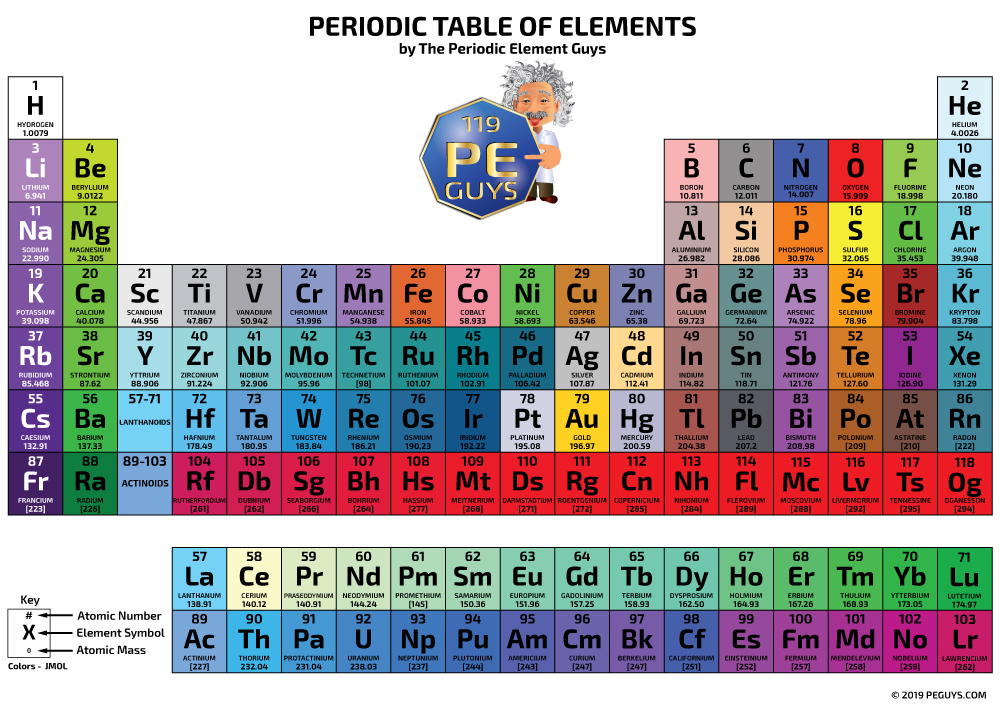 PERIODIC TABLE OF ELEMENTS
by The Periodic Element Guys
119
PE
GUYS
1 2
H He
HYDROGEN HELIUM
1.0079 4.0026
3 4 5 6 7 8 9 10
Li Be B C N O F Ne
LITHIUM BERYLLIUM BORON CARBON NITROGEN OXYGEN FLUORINE NEON
6.941 9.0122 10.811 12.011 14.007 15.999 18.998 20.180
11 12 13 14 15 16 17 18
Na Mg Al Si P S Cl Ar
SODIUM MAGNESIUM ALUMINIUM SILICON PHOSPHORUS SULFUR CHLORINE ARGON
22.990 24.305 26.982 28.086 30.974 32.065 35.453 39.948
19 20 21 22 23 24 25 26 27 28 29 30 31 32 33 34 35 36
K Ca Sc Ti V Cr Mn Fe Co Ni Cu Zn Ga Ge As Se Br Kr
POTASSIUM CALCIUM SCANDIUM TITANIUM VANADIUM CHROMIUM MANGANESE IRON COBALT NICKEL COPPER ZINC GALLIUM GERMANIUM ARSENIC SELENIUM BROMINE KRYPTON
39.098 40.078 44.956 47.867 50.942 51.996 54.938 55.845 58.933 58.693 63.546 65.38 69.723 72.64 74.922 78.96 79.904 83.798
37 38 39 40 41 42 43 44 45 46 47 48 49 50 51 52 53 54
Rb Sr Y Zr Nb Mo Tc Ru Rh Pd Ag Cd In Sn Sb Te I Xe
RUBIDIUM STRONTIUM YTTRIUM ZIRCONIUM NIOBIUM MOLYBDENUM TECHNETIUM RUTHENIUM RHODIUM PALLADIUM SILVER CADMIUM INDIUM TIN ANTIMONY TELLURIUM IODINE XENON
85.468 87.62 88.906 91.224 92.906 95.96 [98] 101.07 102.91 106.42 107.87 112.41 114.82 118.71 121.76 127.60 126.90 131.29
55 56 57-71 72 73 74 75 76 77 78 79 80 81 82 83 84 85 86
Cs Ba LANTHANOIDS Hf Ta W Re Os Ir Pt Au Hg Tl Pb Bi Po At Rn
CAESIUM BARIUM HAFNIUM TANTALUM TUNGSTEN RHENIUM OSMIUM IRIDIUM PLATINUM GOLD MERCURY THALLIUM LEAD BISMUTH POLONIUM ASTATINE RADON
132.91 137.33 178.49 180.95 183.84 186.21 190.23 192.22 195.08 196.97 200.59 204.38 207.2 208.98 [209] [210] [222]
87 88 89-103 104 105 106 107 108 109 110 111 112 113 114 115 116 117 118
Fr Ra ACTINOIDS Rf Db Sg Bh Hs Mt Ds Rg Cn Nh Fl Mc Lv Ts Og
FRANCIUM RADIUM RUTHERFORDIUM DUBNIUM SEABORGIUM BOHRIUM HASSIUM MEITNERIUM DARMSTADTIUM ROENTGENIUM COPERNICIUM NIHONIUM FLEROVIUM MOSCOVIUM LIVERMORIUM TENNESSINE OGANESSON
[223] [226] [261] [262] [266] [264] [277] [268] [271] [272] [285] [284] [289] [288] [292] [295] [294]
57 58 59 60 61 62 63 64 65 66 67 68 69 70 71
La Ce Pr Nd Pm Sm Eu Gd Tb Dy Ho Er Tm Yb Lu
LANTHANUM CERIUM PRASEODYMIUM NEODYMIUM PROMETHIUM SAMARIUM EUROPIUM GADOLINIUM TERBIUM DYSPROSIUM HOLMIUM ERBIUM THULIUM YTTERBIUM LUTETIUM
138.91 140.12 140.91 144.24 [145] 150.36 151.96 157.25 158.93 162.50 164.93 167.26 168.93 173.05 174.97
89 90 91 92 93 94 95 96 97 98 99 100 101 102 103
Ac Th Pa U Np Pu Am Cm Bk Cf Es Fm Md No Lr
ACTINIUM THORIUM PROTACTINIUM URANIUM NEPTUNIUM PLUTONIUM AMERICIUM CURIUM BERKELIUM CALIFORNIUM EINSTEINIUM FERMIUM MENDELEVIUM NOBELIUM LAWRENCIUM
[227] 232.04 231.04 238.03 [237] [244] [243] [247] [247] [251] [252] [257] [258] [259] [262]
Key
# Atomic Number
X Element Symbol
0 Atomic Mass
Colors - JMOL
© 2019 PEGUYS.COM